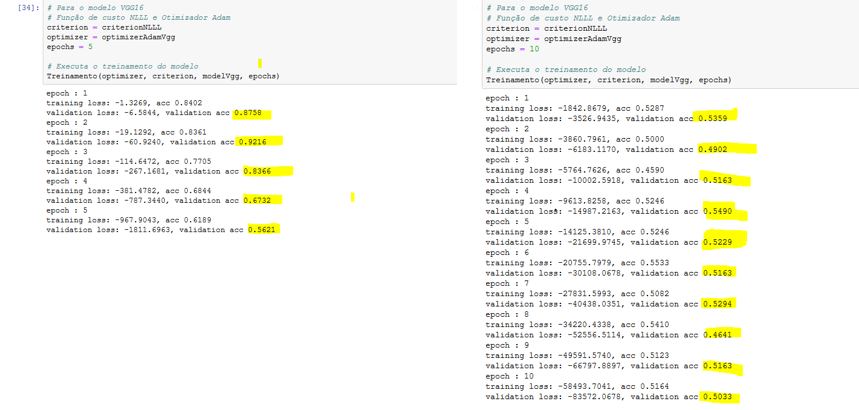 [34]: # Para o modelo VGG16
# Função de custo NLLL e Otimizador Adam
criterion = criterionNLLL
optimizer = optimizerAdamVgg
epochs = 5
# Executa o treinamento do modelo
Treinamento(optimizer, criterion, modelVgg, epochs)
epoch : 1
training loss: -1.3269, acc 0.8402
validation loss: -6.5844, validation acc 0.8758
epoch : 2
training loss: -19.1292, acc 0.8361
validation loss: -60.9240, validation acc 0.9216
epoch : 3
training loss: -114.6472, acc 0.7705
validation loss: -267.1681, validation acc 0.8366
epoch : 4
training loss: -381.4782, acc 0.6844
validation loss: -787.3440, validation acc 0.6732
epoch : 5
training loss: -967.9043, acc 0.6189
validation loss: -1811.6963, validation acc 0.5621
# Para o modelo VGG16
# Função de custo NLLL e Otimizador Adam
criterion = criterionNLLL
optimizer = optimizerAdamVgg
epochs = 10
# Executa o treinamento do modelo
Treinamento(optimizer, criterion, modelVgg, epochs)
epoch : 1
training loss: -1842.8679, acc 0.5287
validation loss: -3526.9435, validation acc 0.5359
epoch : 2
training loss: -3860.7961, acc 0.5000
validation loss: -6183.1170, validation acc 0.4902
epoch : 3
training loss: -5764.7626, acc 0.4590
validation loss: -10002.5918, validation acc 0.5163
epoch : 4
training loss: -9613.8258, acc 0.5246
validation loss: -14987.2163, validation acc 0.5490
epoch : 5
training loss: -14125.3810, acc 0.5246
validation loss: -21699.9745, validation acc 0.5229
epoch : 6
training loss: -20755.7979, acc 0.5533
validation loss: -30108.0678, validation acc 0.5163
epoch : 7
training loss: -27831.5993, acc 0.5082
validation loss: -40438.0351, validation acc 0.5294
epoch : 8
training loss: -34220.4338, acc 0.5410
validation loss: -52556.5114, validation acc 0.4641
epoch : 9
training loss: -49591.5740, acc 0.5123
validation loss: -66797.8897, validation acc 0.5163
epoch : 10
training loss: -58493.7041, acc 0.5164
validation loss: -83572.0678, validation acc 0.5033